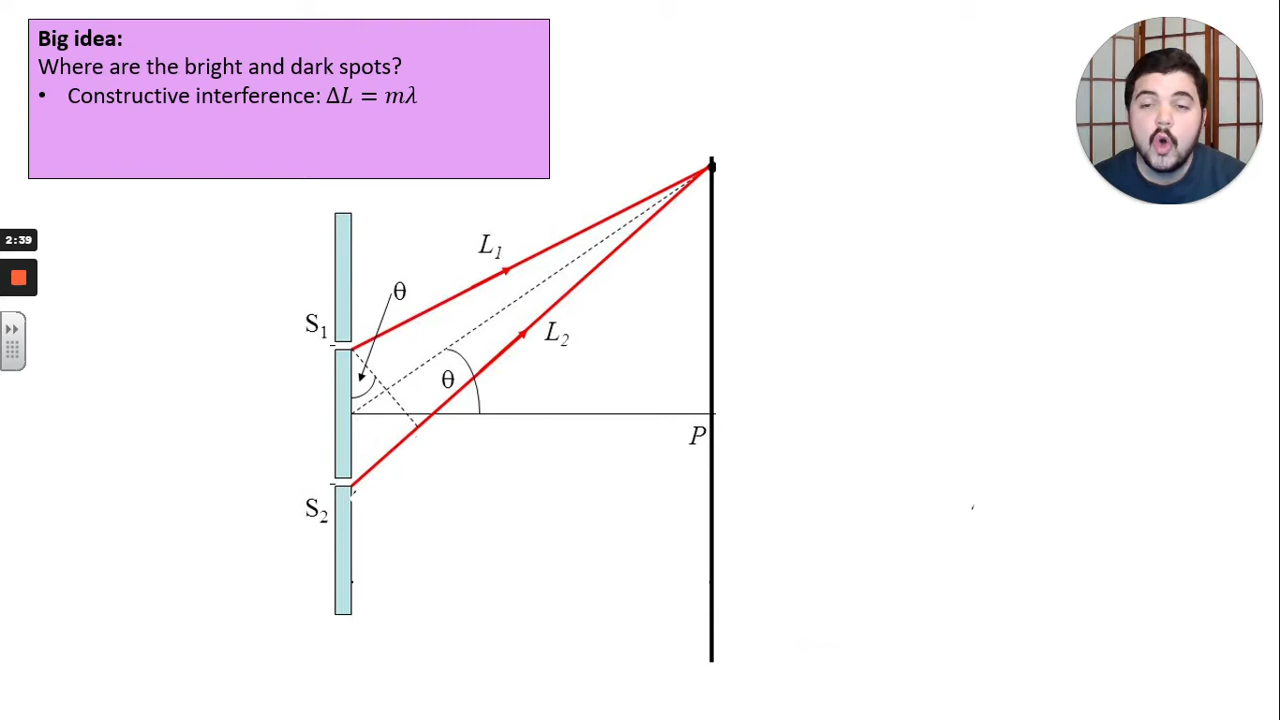 Big idea:
Where are the bright and dark spots?
• Constructive interference: ΔL = mλ
L₁
2:39
θ
S₁
L₂
θ
P
S₂